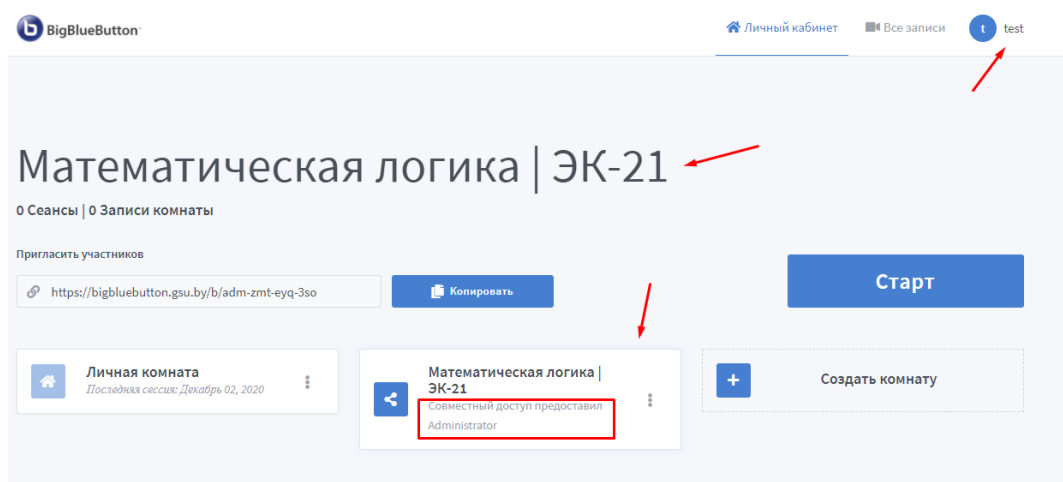 BigBlueButton
Личный кабинет
Все записи
t
test
Математическая логика | ЭК-21
0 Сеансы | 0 Записи комнаты
Пригласить участников
https://bigbluebutton.gsu.by/b/adm-zmt-eyq-3so
Копировать
Старт
Личная комната
Последняя сессия: Декабрь 02, 2020
Математическая логика |
ЭК-21
Совместный доступ предоставил
Administrator
Создать комнату